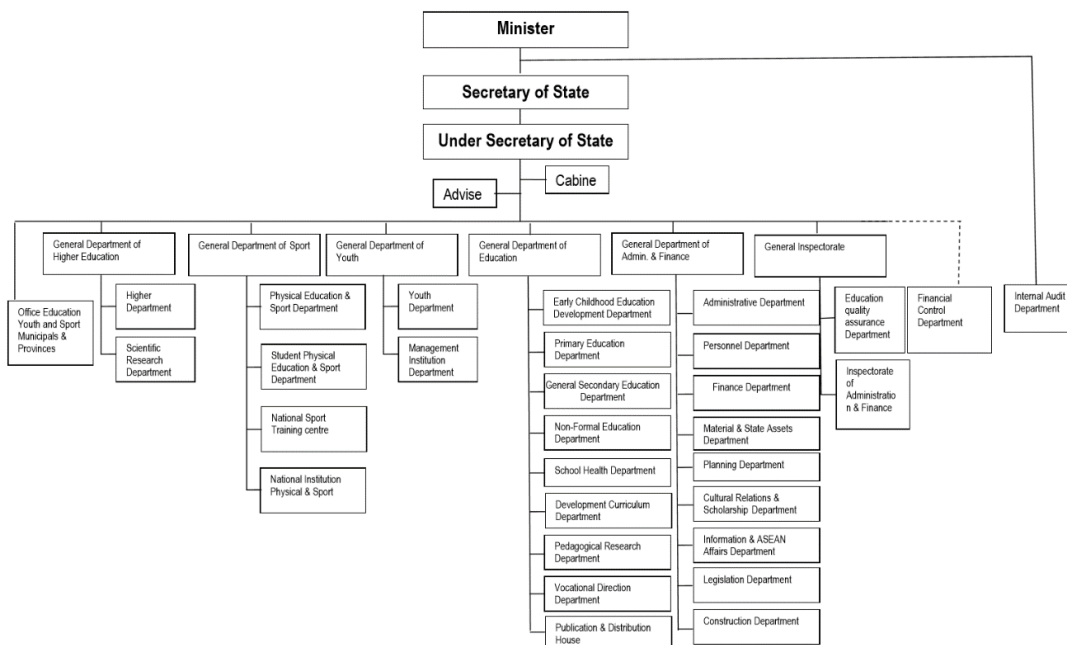 Minister
Secretary of State
Under Secretary of State
Cabine
Advise
General Department of
Higher Education
General Department of Sport
General Department of
Youth
General Department of
Education
General Department of
Admin. & Finance
General Inspectorate
Office Education
Youth and Sport
Municipals &
Provinces
Higher
Department
Scientific
Research
Department
Physical Education &
Sport Department
Student Physical
Education & Sport
Department
National Sport
Training centre
National Institution
Physical & Sport
Youth
Department
Management
Institution
Department
Early Childhood Education
Development Department
Primary Education
Department
General Secondary Education
Department
Non-Formal Education
Department
School Health Department
Development Curriculum
Department
Pedagogical Research
Department
Vocational Direction
Department
Publication & Distribution
House
Administrative Department
Personnel Department
Finance Department
Material & State Assets
Department
Planning Department
Cultural Relations &
Scholarship Department
Information & ASEAN
Affairs Department
Legislation Department
Construction Department
Education
quality
assurance
Department
Inspectorate
of
Administratio
n & Finance
Financial
Control
Department
Internal Audit
Department